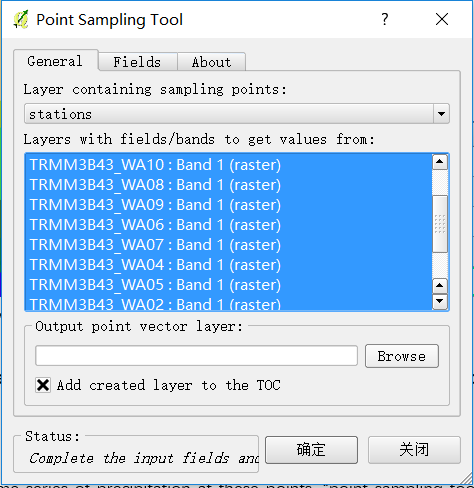 Point Sampling Tool
General Fields About
Layer containing sampling points:
stations
Layers with fields/bands to get values from:
TRMM3B43_WA10 : Band 1 (raster)
TRMM3B43_WA08 : Band 1 (raster)
TRMM3B43_WA09 : Band 1 (raster)
TRMM3B43_WA06 : Band 1 (raster)
TRMM3B43_WA07 : Band 1 (raster)
TRMM3B43_WA04 : Band 1 (raster)
TRMM3B43_WA05 : Band 1 (raster)
TRMM3B43_WA02 : Band 1 (raster)
Output point vector layer:
Browse
Add created layer to the TOC
Status:
Complete the input fields and
确定 关闭